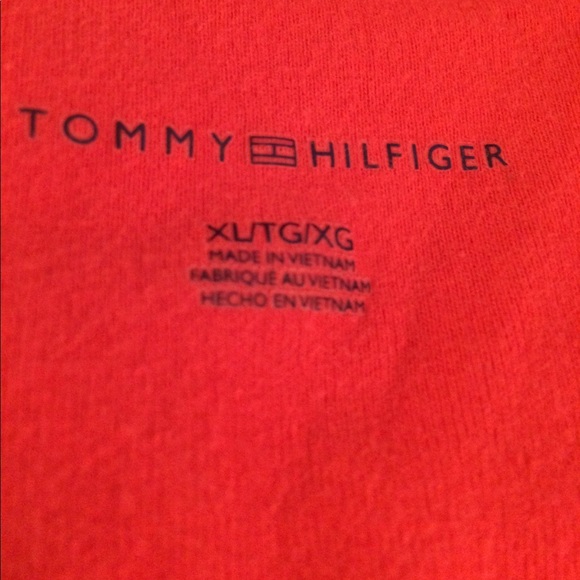 TOMMY HILFIGER
XL/TG/XG
MADE IN VIETNAM
FABRIQUÉ AU VIETNAM
HECHO EN VIETNAM